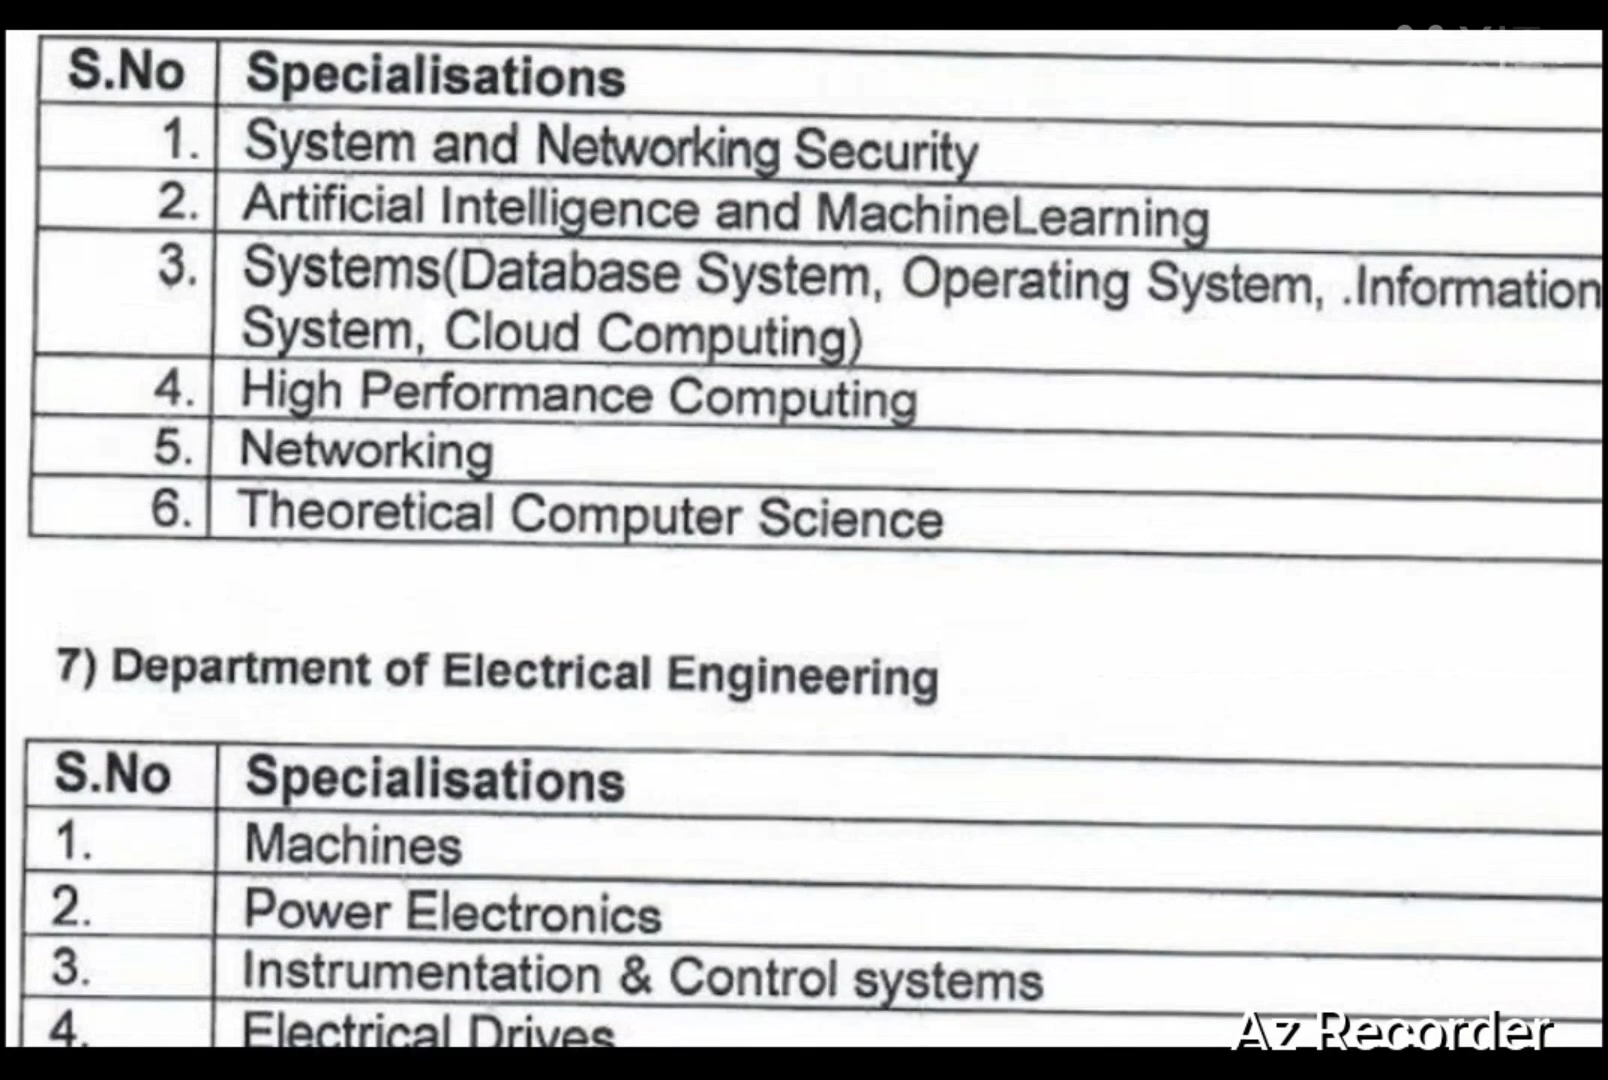 S.No Specialisations
1. System and Networking Security
2. Artificial Intelligence and MachineLearning
3. Systems(Database System, Operating System, .Information
System, Cloud Computing)
4. High Performance Computing
5. Networking
6. Theoretical Computer Science
7) Department of Electrical Engineering
S.No Specialisations
1. Machines
2. Power Electronics
3. Instrumentation & Control systems
4. Electrical Drives
Az Recorder